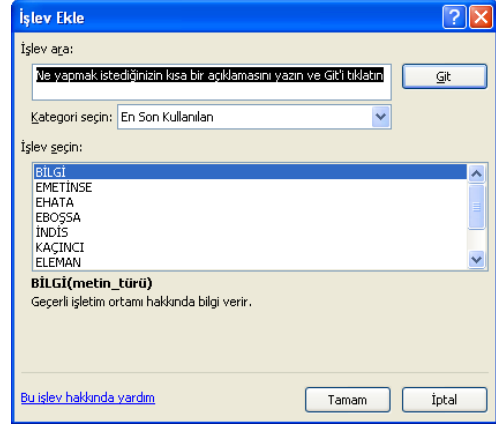 İşlev Ekle
İşlev ara:
Ne yapmak istediğinizin kısa bir açıklamasını yazın ve Git'i tıklatın
Git
Kategori seçin: En Son Kullanılan
İşlev seçin:
BİLGİ
EMETİNSE
EHATA
EBOŞSA
İNDİS
KAÇINCI
ELEMAN
BİLGİ(metin_türü)
Geçerli işletim ortamı hakkında bilgi verir.
Bu işlev hakkında yardım
Tamam
İptal